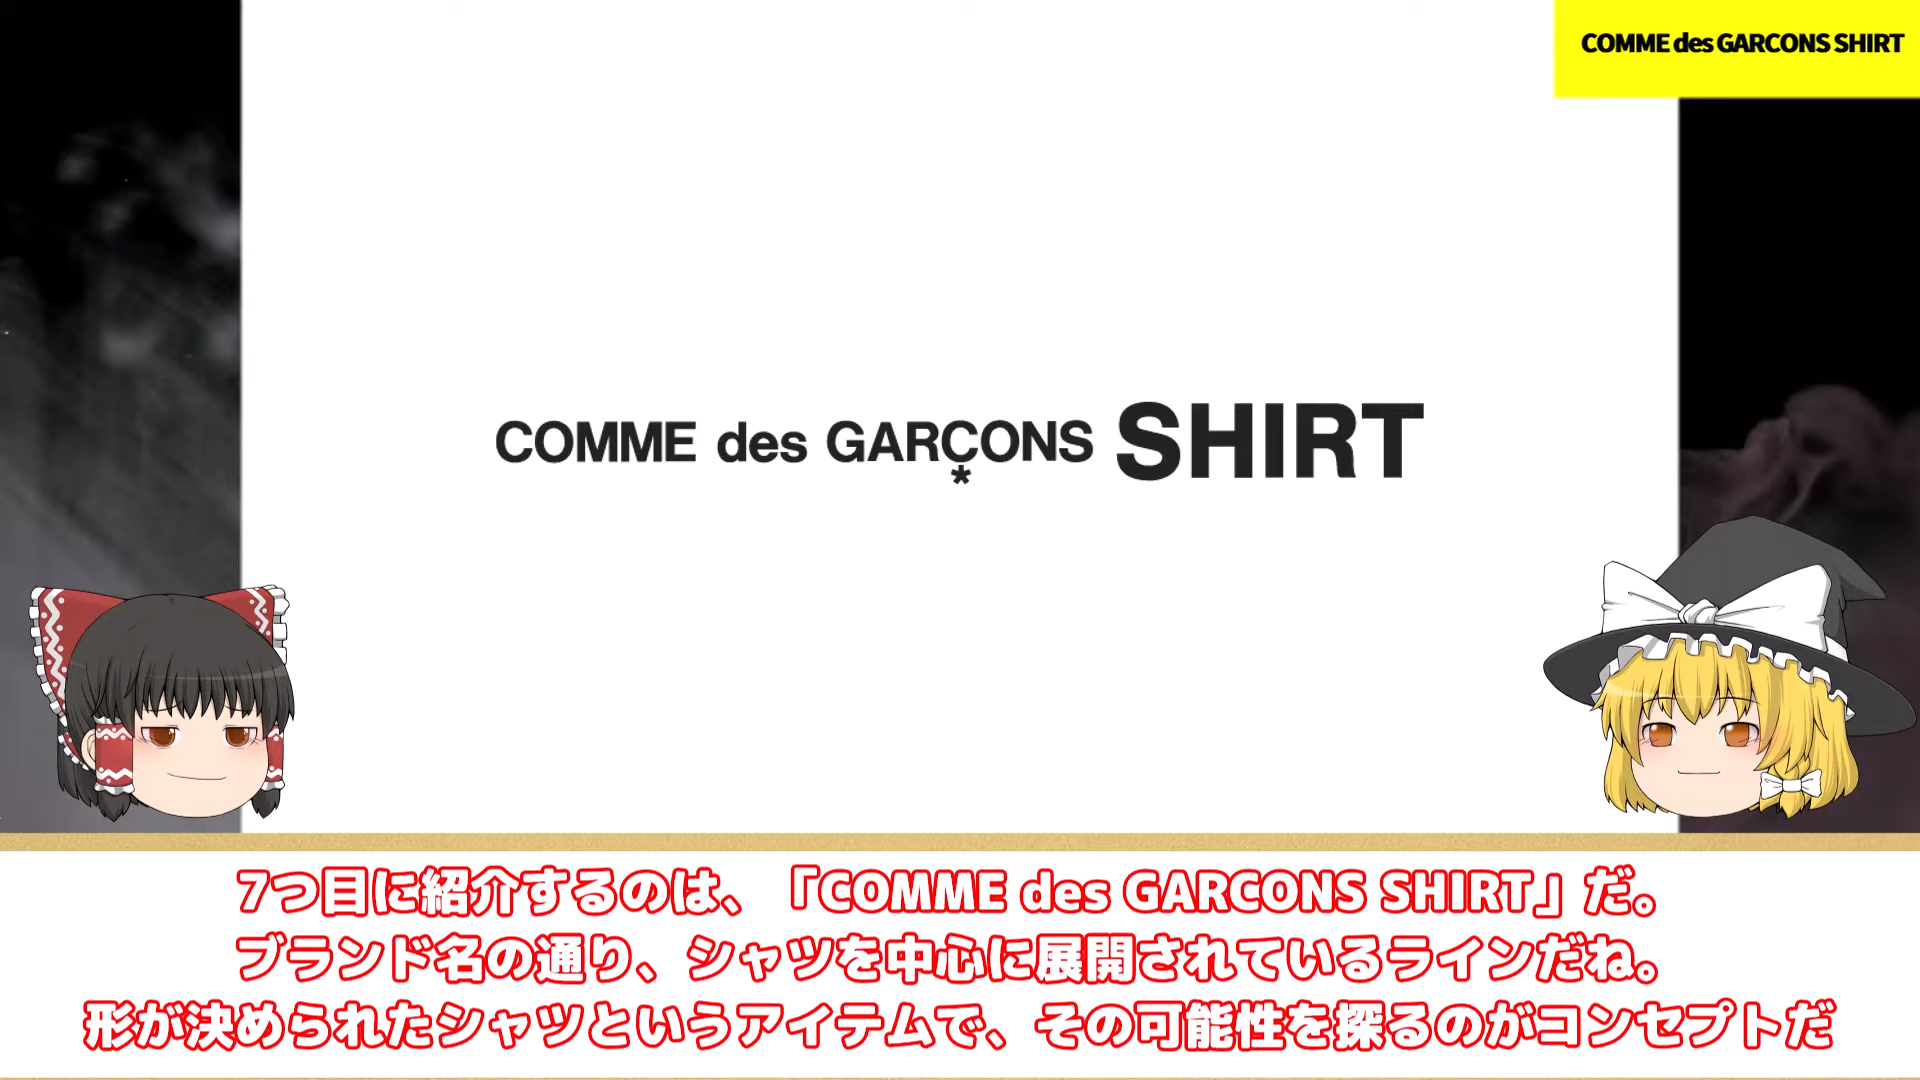 COMME des GARCONS SHIRT
COMME des GARÇONS SHIRT
*
7つ目に紹介するのは、「COMME des GARCONS SHIRT」だ。
ブランド名の通り、シャツを中心に展開されているラインだね。
形が決められたシャツというアイテムで、その可能性を探るのがコンセプトだ